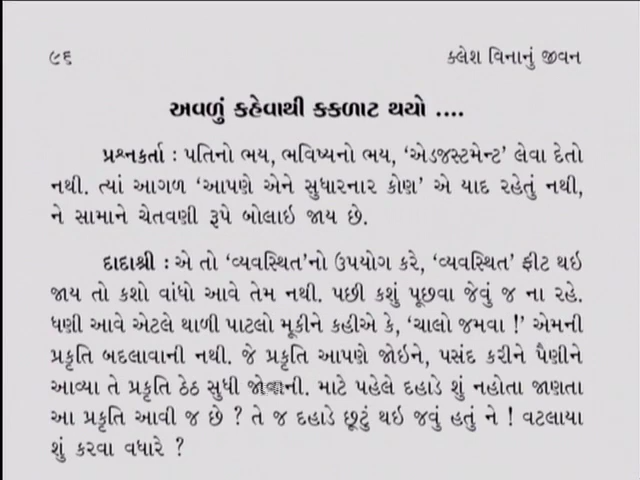 ૯૬ ક્લેશ વિનાનું જીવન
અવળું કહેવાથી કકળાટ થયો ....
પ્રશ્નકર્તા : પતિનો ભય, ભવિષ્યનો ભય, ‘એડજસ્ટમેન્ટ’ લેવા દેતો
નથી. ત્યાં આગળ ‘આપણે એને સુધારનાર કોણ’ એ યાદ રહેતું નથી,
ને સામાને ચેતવણી રૂપે બોલાઇ જાય છે.
દાદાશ્રી : એ તો ‘વ્યવસ્થિત’નો ઉપયોગ કરે, ‘વ્યવસ્થિત’ ફીટ થઇ
જાય તો કશો વાંધો આવે તેમ નથી. પછી કશું પૂછવા જેવું જ ના રહે.
ધણી આવે એટલે થાળી પાટલો મૂકીને કહીએ કે, ‘ચાલો જમવા !’ એમની
પ્રકૃતિ બદલાવાની નથી. જે પ્રકૃતિ આપણે જોઇને, પસંદ કરીને પૈણીને
આવ્યા તે પ્રકૃતિ ઠેઠ સુધી જોવાની. માટે પહેલે દહાડે શું નહોતા જાણતા
આ પ્રકૃતિ આવી જ છે ? તે જ દહાડે છૂટું થઇ જવું હતું ને ! વટલાયા
શું કરવા વધારે ?